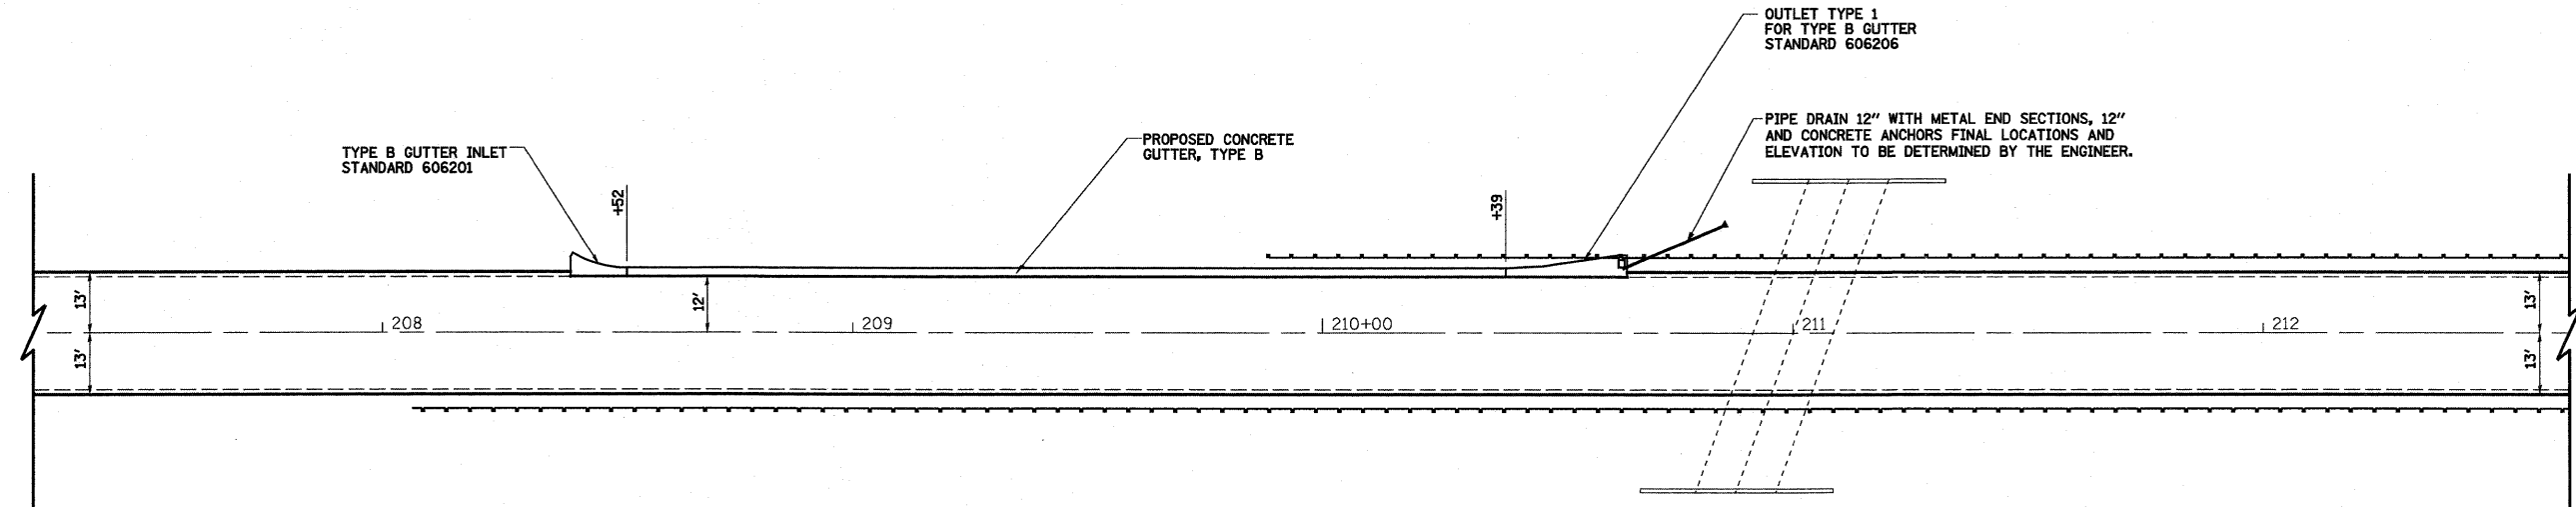 OUTLET TYPE 1
FOR TYPE B GUTTER
STANDARD 606206
PIPE DRAIN 12" WITH METAL END SECTIONS, 12"
AND CONCRETE ANCHORS FINAL LOCATIONS AND
ELEVATION TO BE DETERMINED BY THE ENGINEER.
PROPOSED CONCRETE
GUTTER, TYPE B
TYPE B GUTTER INLET
STANDARD 606201
+52
+39
13'
12'
13'
208
209
210+00
211
212
13'
13'